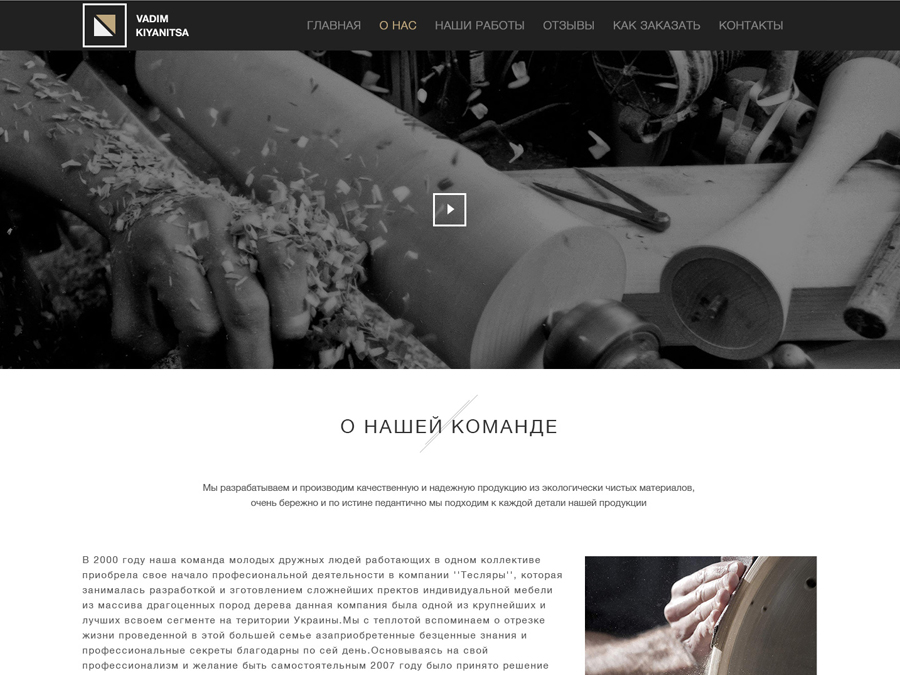 VADIM
KIYANITSA
ГЛАВНАЯ О НАС НАШИ РАБОТЫ ОТЗЫВЫ КАК ЗАКАЗАТЬ КОНТАКТЫ
О НАШЕЙ КОМАНДЕ
Мы разрабатываем и производим качественную и надежную продукцию из экологически чистых материалов,
очень бережно и по истине педантично мы подходим к каждой детали нашей продукции
В 2000 году наша команда молодых дружных людей работающих в одном коллективе
приобрела свое начало професиональной деятельности в компании ''Тесляры'', которая
занималась разработкой и зготовлением сложнейших пректов индивидуальной мебели
из массива драгоценных пород дерева данная компания была одной из крупнейших и
лучших всвоем сегменте на територии Украины.Мы с теплотой вспоминаем о отрезке
жизни проведенной в этой большей семье азаприобретенные безценные знания и
профессиональные секреты благодарны по сей день.Основываясь на свой
профессионализм и желание быть самостоятельным 2007 году было принято решение